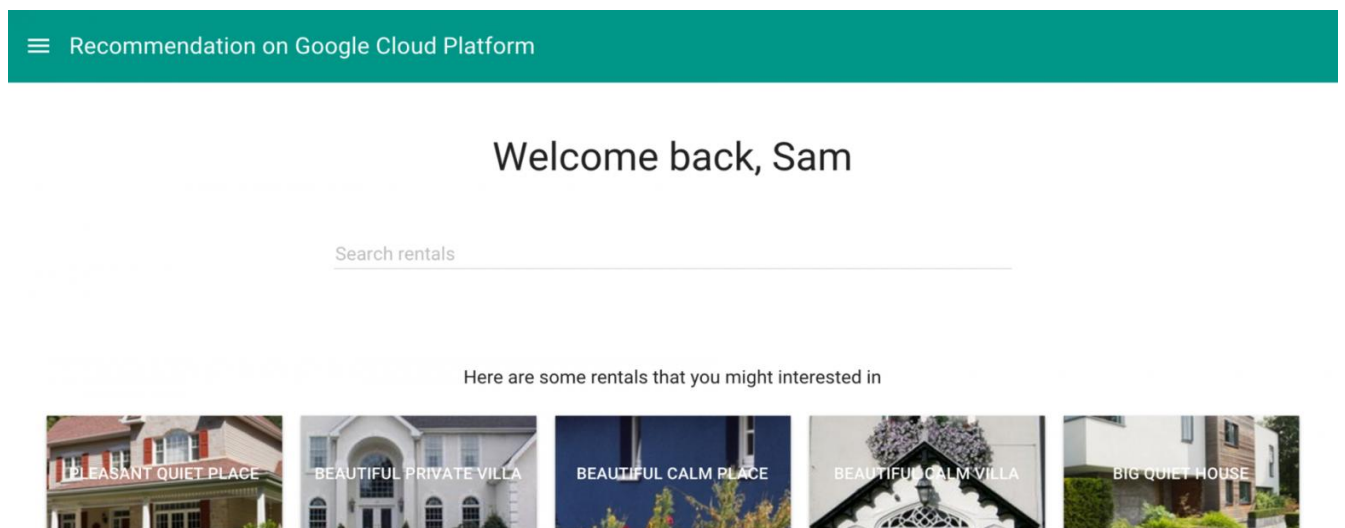 Recommendation on Google Cloud Platform
Welcome back, Sam
Search rentals
Here are some rentals that you might interested in
PLEASANT QUIET PLACE
BEAUTIFUL PRIVATE VILLA
BEAUTIFUL CALM PLACE
BEAUTIFUL CALM VILLA
BIG QUIET HOUSE